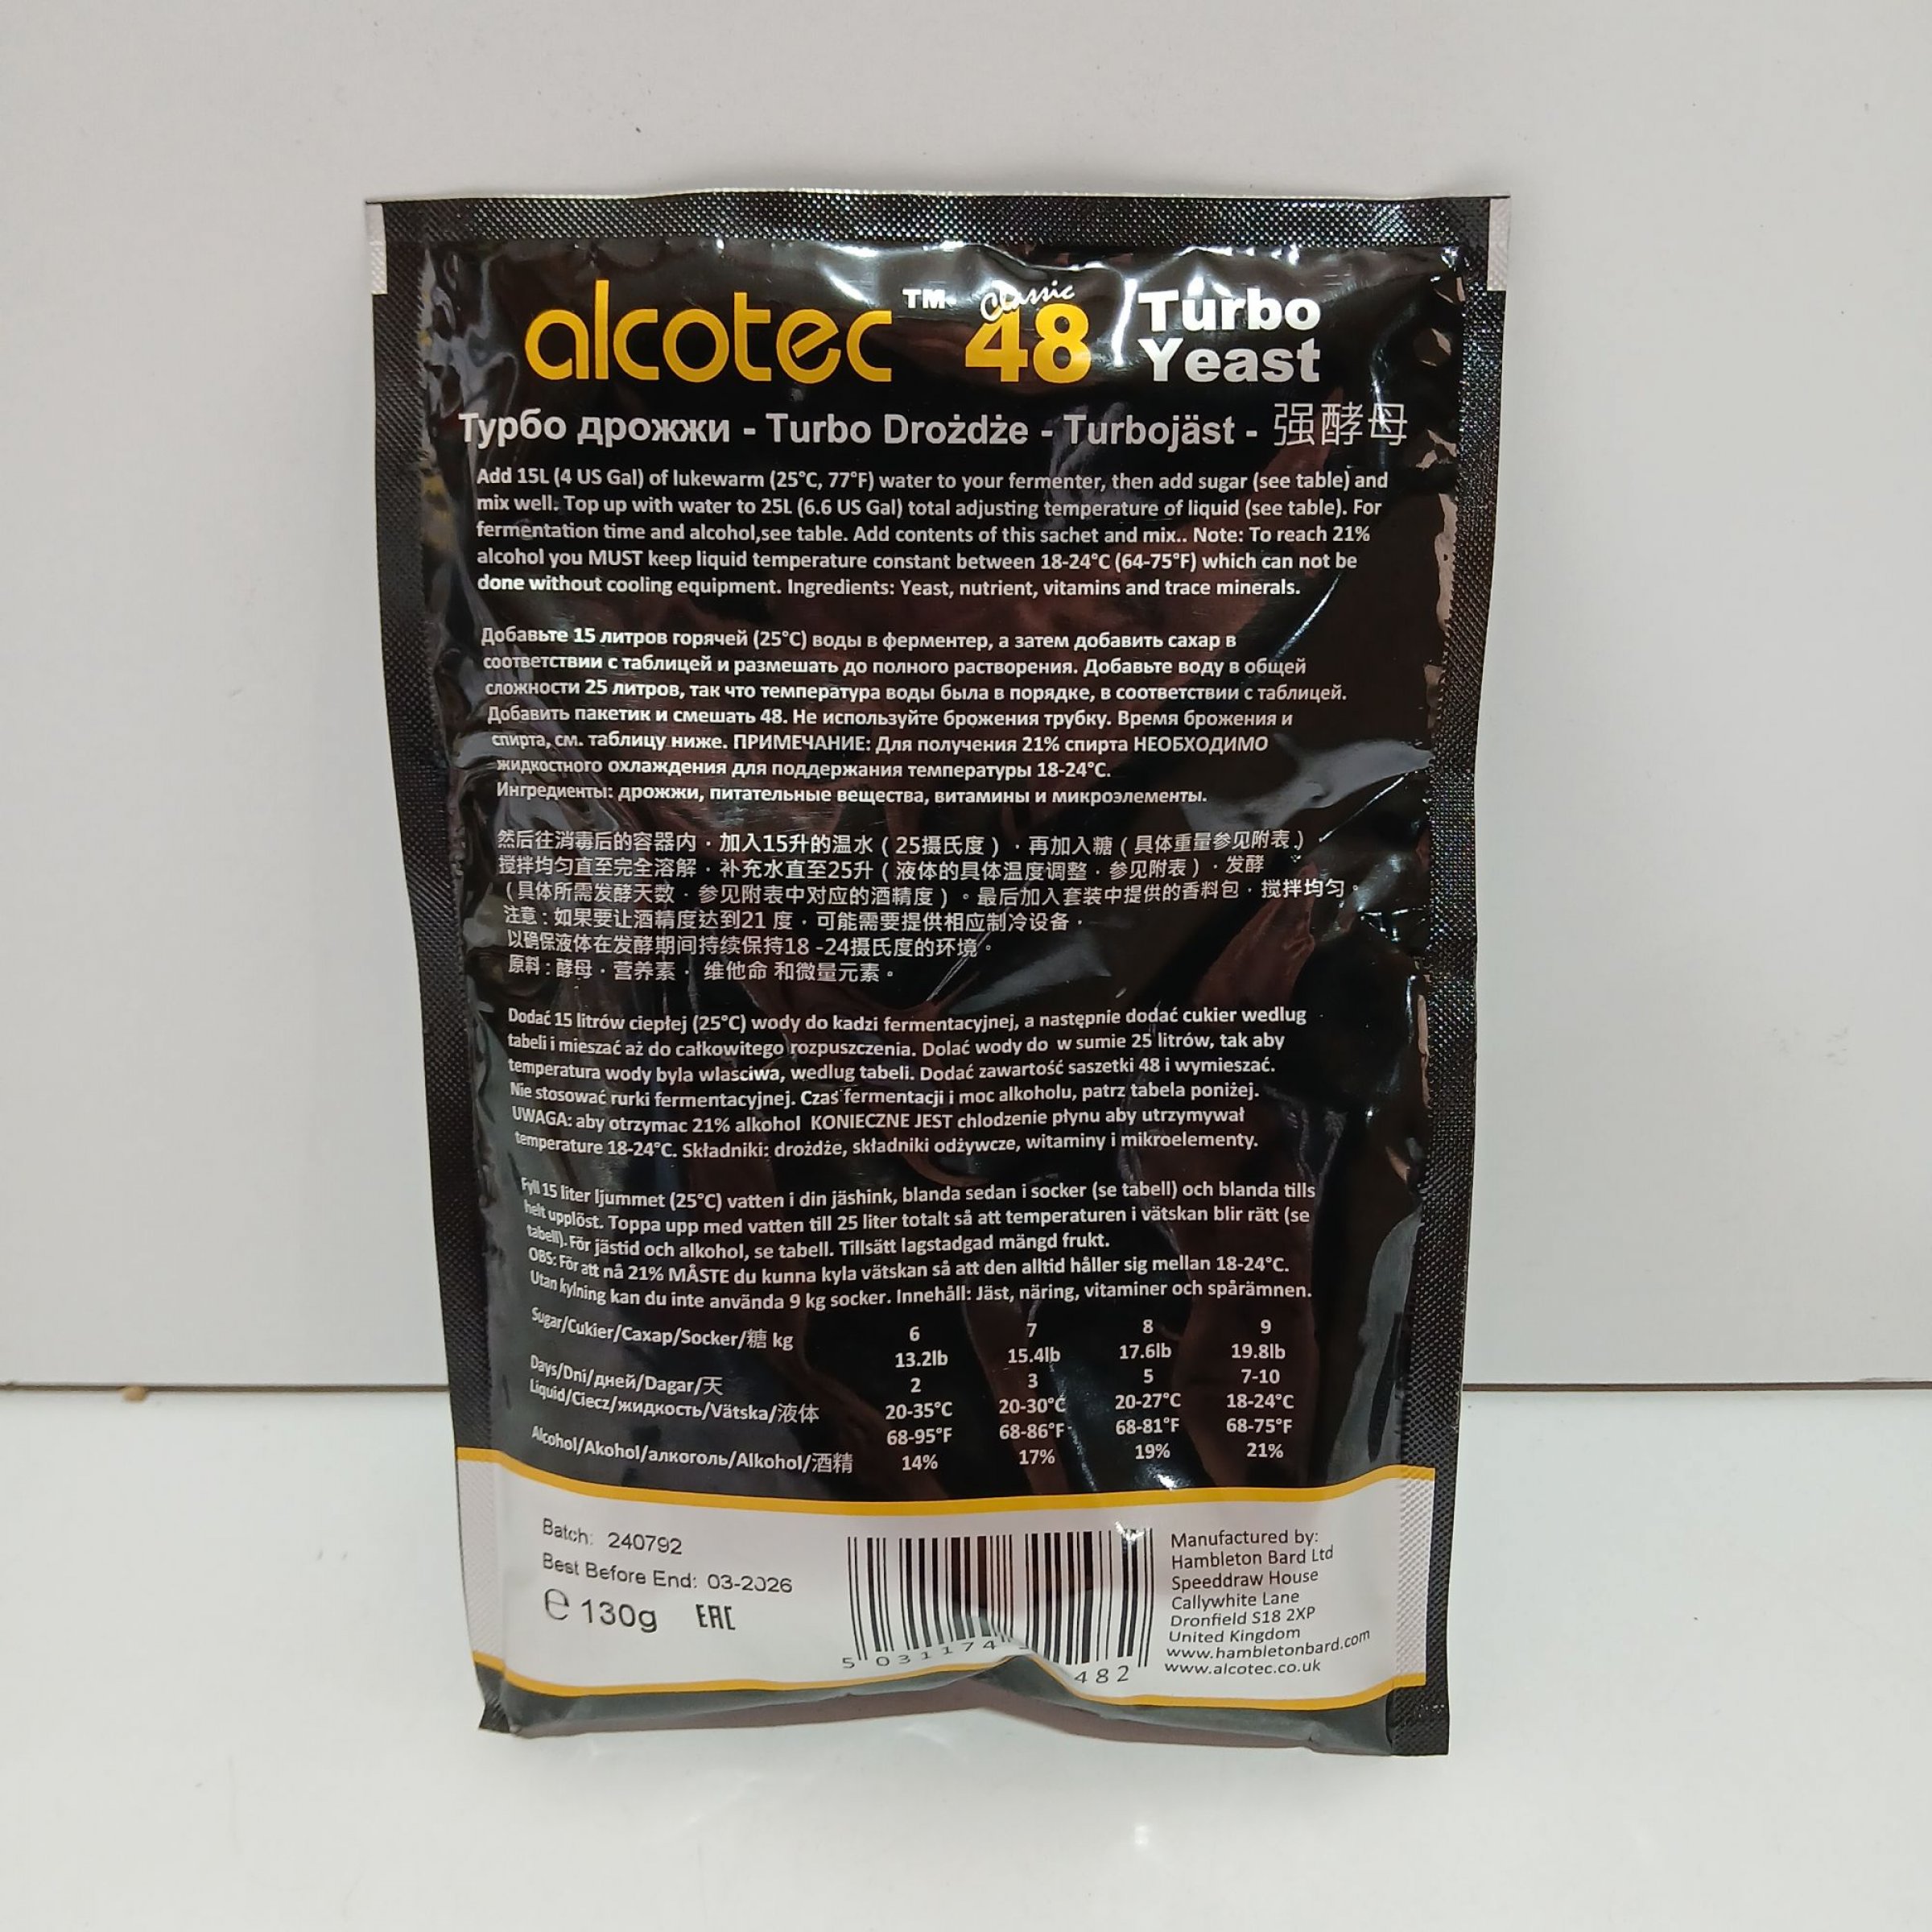 alcotec™ Classic 48 Turbo Yeast
Турбо дрожжи - Turbo Drożdże - Turbojäst - 强酵母
Add 15L (4 US Gal) of lukewarm (25°C, 77°F) water to your fermenter, then add sugar (see table) and
mix well. Top up with water to 25L (6.6 US Gal) total adjusting temperature of liquid (see table). For
fermentation time and alcohol,see table. Add contents of this sachet and mix.. Note: To reach 21%
alcohol you MUST keep liquid temperature constant between 18-24°C (64-75°F) which can not be
done without cooling equipment. Ingredients: Yeast, nutrient, vitamins and trace minerals.
Добавьте 15 литров горячей (25°C) воды в ферментер, а затем добавить сахар в
соответствии с таблицей и размешать до полного растворения. Добавьте воду в общей
сложности 25 литров, так что температура воды была в порядке, в соответствии с таблицей.
Добавить пакетик и смешать 48. Не используйте брожения трубку. Время брожения и
спирта, см. таблицу ниже. ПРИМЕЧАНИЕ: Для получения 21% спирта НЕОБХОДИМО
жидкостного охлаждения для поддержания температуры 18-24°C.
Ингредиенты: дрожжи, питательные вещества, витамины и микроэлементы.
然后往消毒后的容器内 · 加入15升的温水 ( 25摄氏度 ) · 再加入糖 ( 具体重量参见附表 )
搅拌均匀直至完全溶解 · 补充水直至25升 ( 液体的具体温度调整 · 参见附表 ) · 发酵
( 具体所需发酵天数 · 参见附表中对应的酒精度 ) 。最后加入套装中提供的香料包 · 搅拌均匀 。
注意 : 如果要让酒精度达到21 度 · 可能需要提供相应制冷设备 ·
以确保液体在发酵期间持续保持18 -24摄氏度的环境 。
原料 : 酵母 · 营养素 · 维他命 和微量元素 。
Dodać 15 litrów ciepłej (25°C) wody do kadzi fermentacyjnej, a następnie dodać cukier wedlug
tabeli i mieszać aż do całkowitego rozpuszczenia. Dolać wody do w sumie 25 litrów, tak aby
temperatura wody byla wlasciwa, wedlug tabeli. Dodać zawartość saszetki 48 i wymieszać.
Nie stosować rurki fermentacyjnej. Czas fermentacji i moc alkoholu, patrz tabela poniżej.
UWAGA: aby otrzymac 21% alkohol KONIECZNE JEST chlodzenie płynu aby utrzymywał
temperature 18-24°C. Składniki: drożdże, składniki odżywcze, witaminy i mikroelementy.
Fyll 15 liter ljummet (25°C) vatten i din jäshink, blanda sedan i socker (se tabell) och blanda tills
helt upplöst. Toppa upp med vatten till 25 liter totalt så att temperaturen i vätskan blir rätt (se
tabell). För jästid och alkohol, se tabell. Tillsätt lagstadgad mängd frukt.
OBS: För att nå 21% MÅSTE du kunna kyla vätskan så att den alltid håller sig mellan 18-24°C.
Utan kylning kan du inte använda 9 kg socker. Innehåll: Jäst, näring, vitaminer och spårämnen.
Sugar/Cukier/Сахар/Socker/糖 kg 6 7 8 9
13.2lb 15.4lb 17.6lb 19.8lb
Days/Dni/дней/Dagar/天 2 3 5 7-10
Liquid/Ciecz/жидкость/Vätska/液体 20-35°C 20-30°C 20-27°C 18-24°C
68-95°F 68-86°F 68-81°F 68-75°F
Alcohol/Akohol/алкоголь/Alkohol/酒精 14% 17% 19% 21%
Batch: 240792
Best Before End: 03-2026
℮ 130g EAC
5 031174 482
Manufactured by:
Hambleton Bard Ltd
Speeddraw House
Callywhite Lane
Dronfield S18 2XP
United Kingdom
www.hambletonbard.com
www.alcotec.co.uk